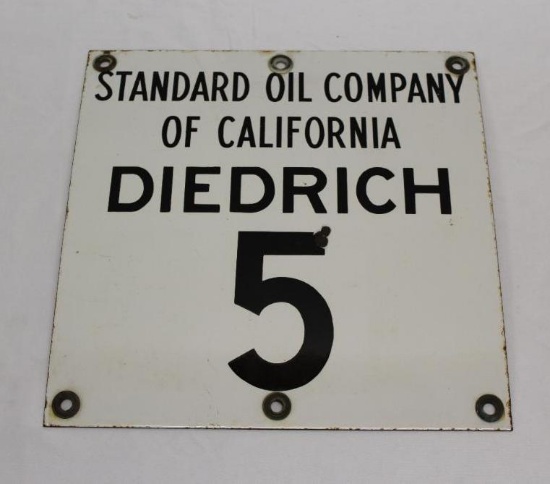 STANDARD OIL COMPANY
OF CALIFORNIA
DIEDRICH
5